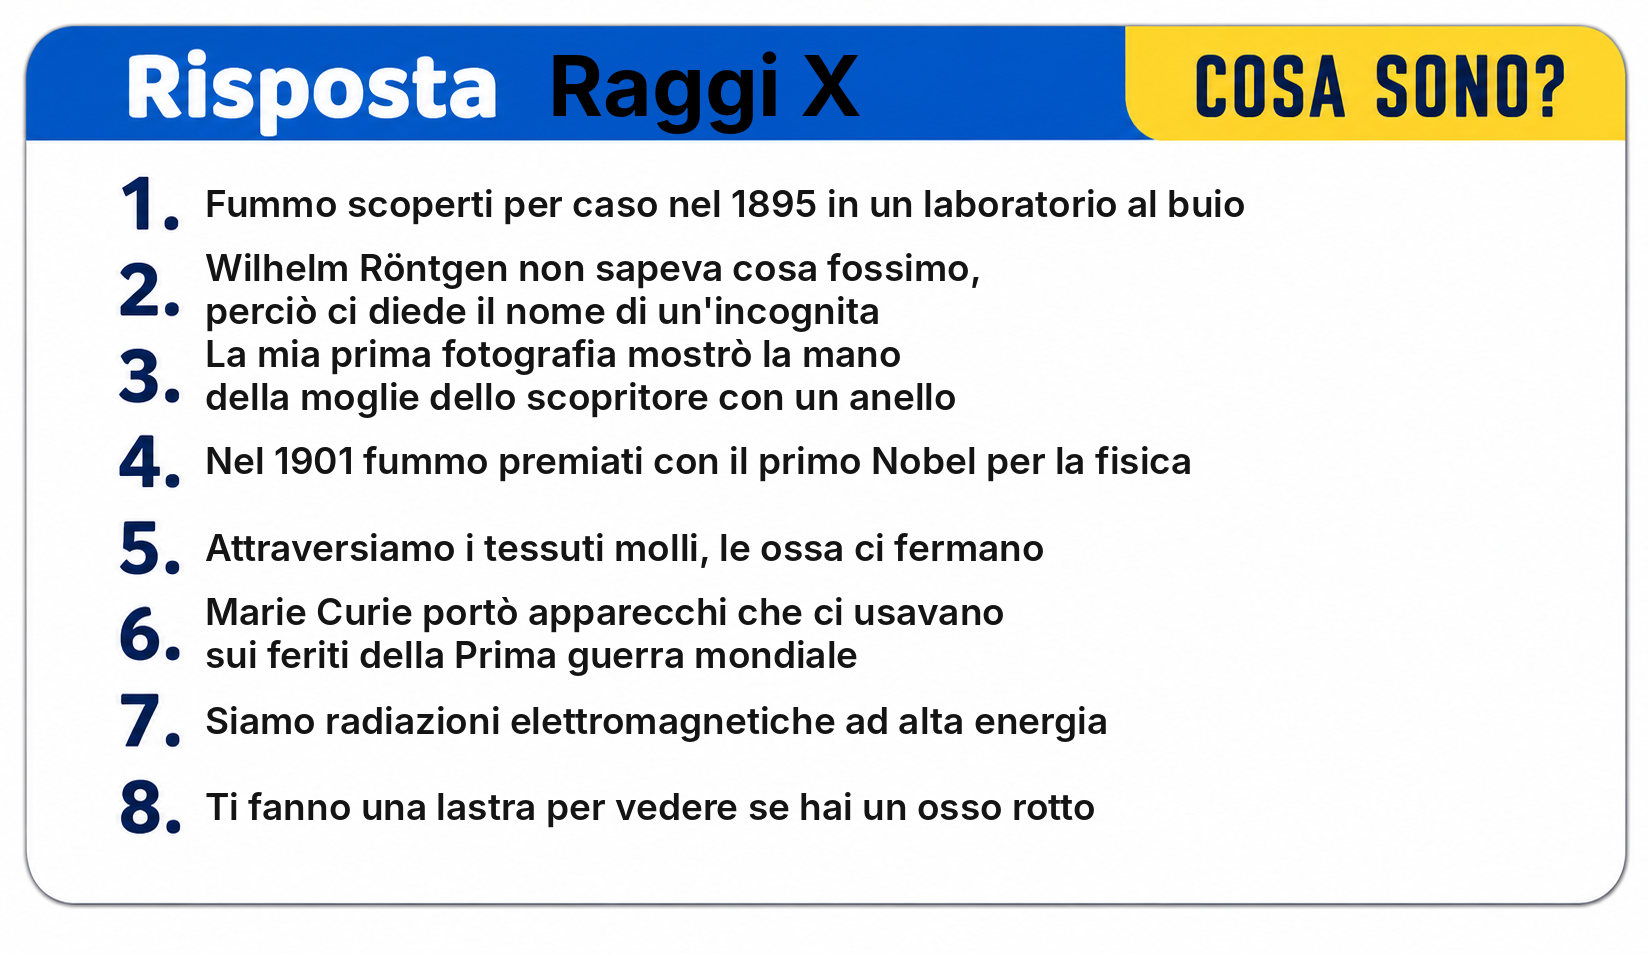 Risposta Raggi X COSA SONO?
1. Fummo scoperti per caso nel 1895 in un laboratorio al buio
2. Wilhelm Röntgen non sapeva cosa fossimo,
perciò ci diede il nome di un'incognita
3. La mia prima fotografia mostrò la mano
della moglie dello scopritore con un anello
4. Nel 1901 fummo premiati con il primo Nobel per la fisica
5. Attraversiamo i tessuti molli, le ossa ci fermano
6. Marie Curie portò apparecchi che ci usavano
sui feriti della Prima guerra mondiale
7. Siamo radiazioni elettromagnetiche ad alta energia
8. Ti fanno una lastra per vedere se hai un osso rotto